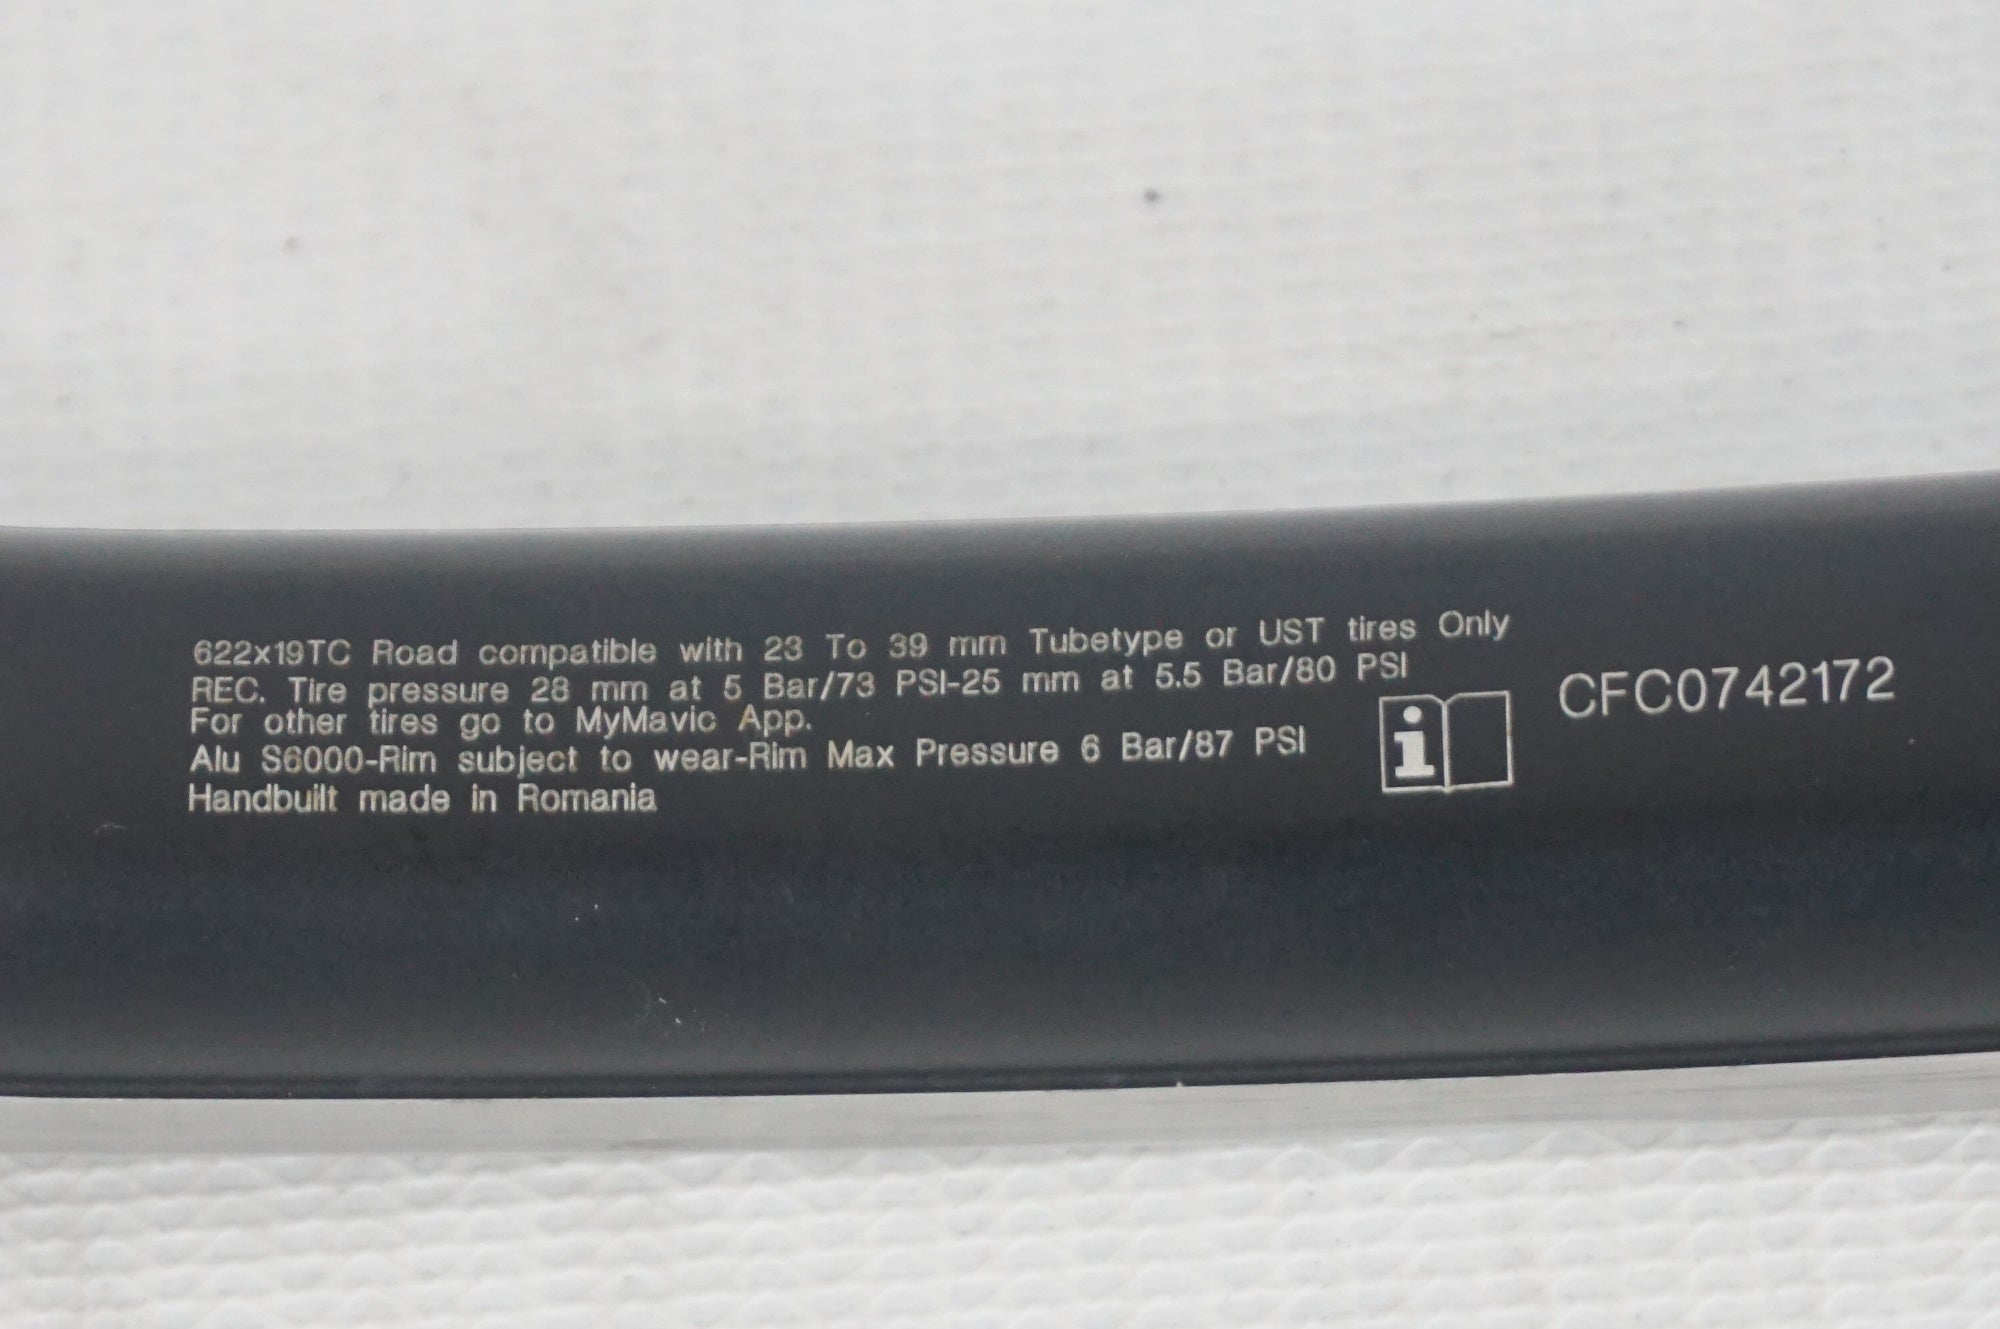 622x19TC Road compatible with 23 To 39 mm Tubetype or UST tires Only
REC. Tire pressure 28 mm at 5 Bar/73 PSI-25 mm at 5.5 Bar/80 PSI
For other tires go to MyMavic App.
Alu S6000-Rim subject to wear-Rim Max Pressure 6 Bar/87 PSI
Handbuilt made in Romania
i
CFC0742172